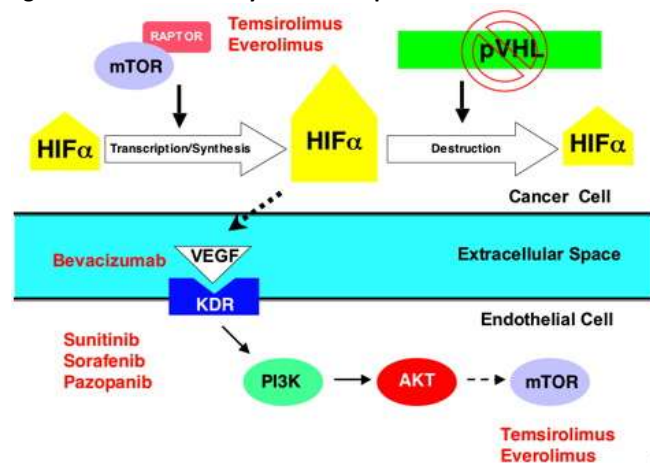 Temsirolimus
Everolimus
RAPTOR
mTOR
pVHL
HIFα
Transcription/Synthesis
HIFα
Destruction
HIFα
Cancer Cell
Bevacizumab
VEGF
Extracellular Space
KDR
Endothelial Cell
Sunitinib
Sorafenib
Pazopanib
PI3K
AKT
mTOR
Temsirolimus
Everolimus